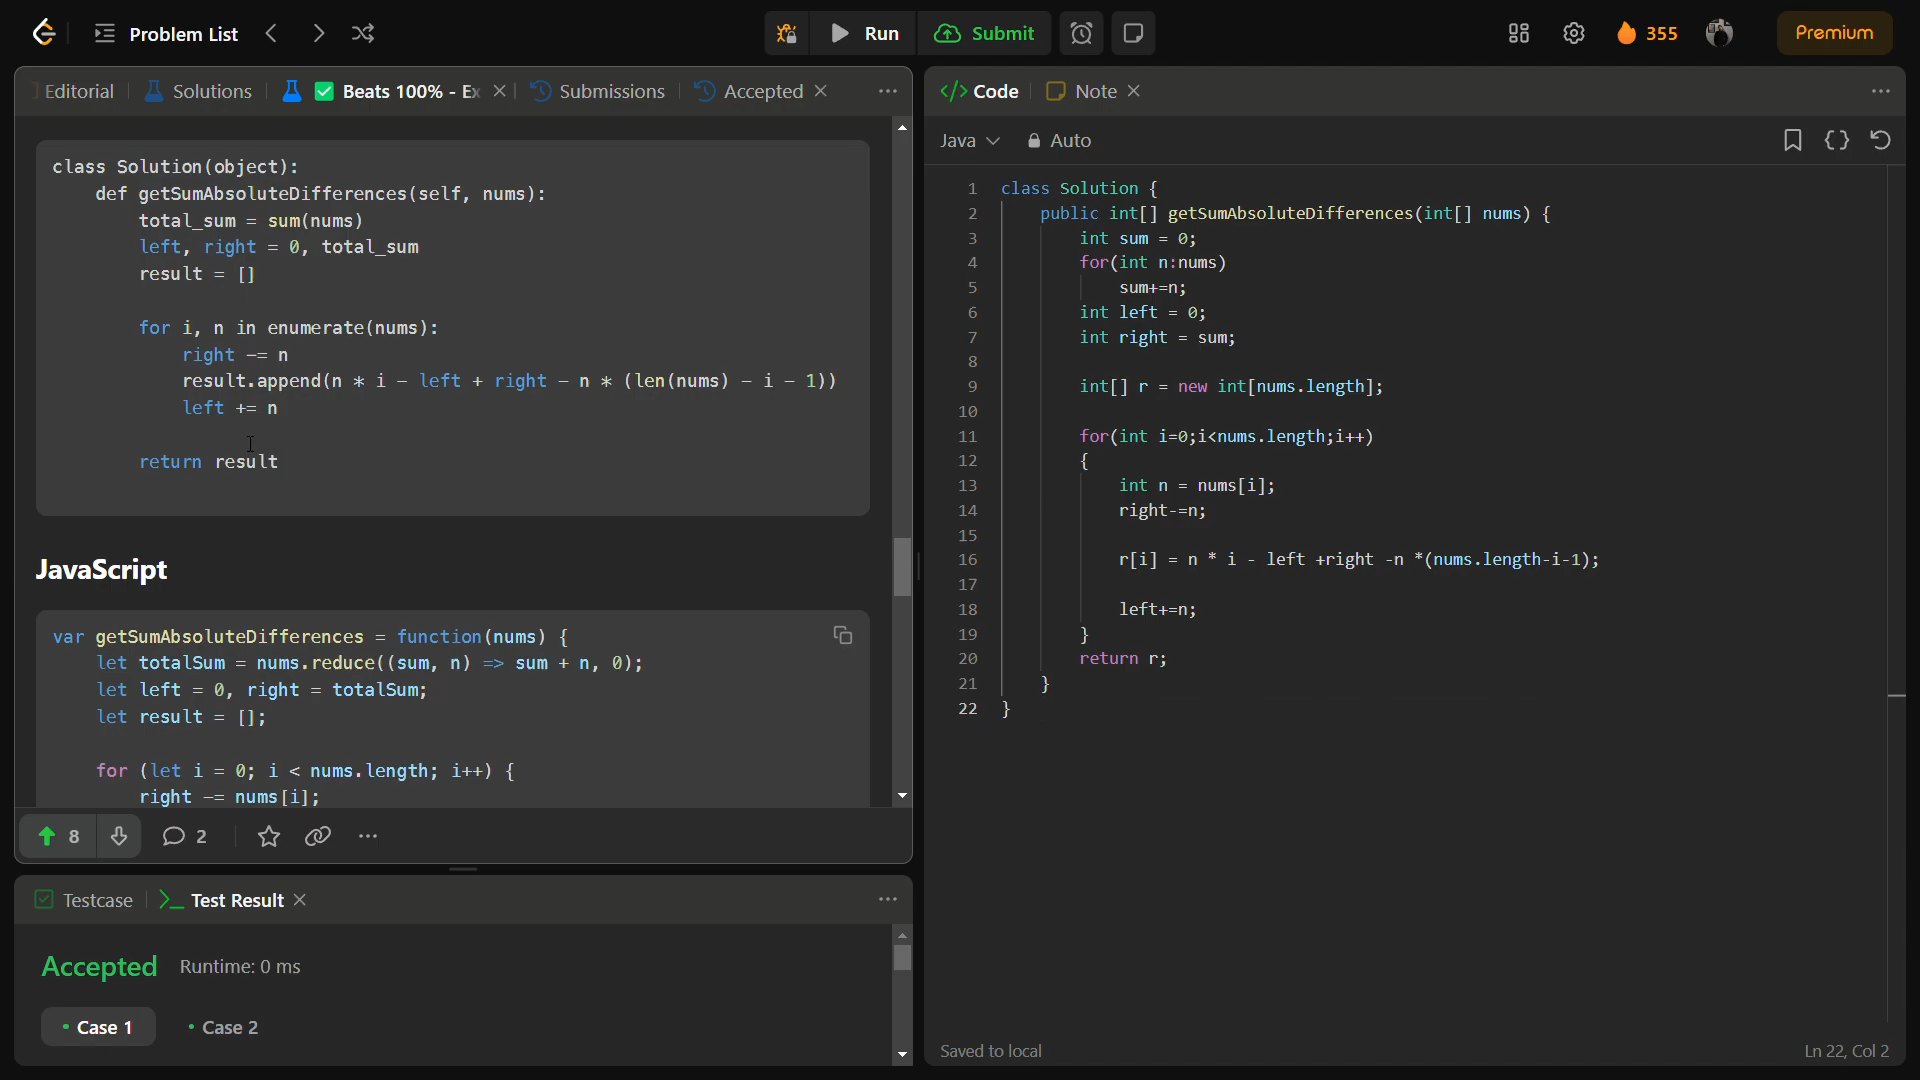 Problem List
Run
Submit
355
Premium
Editorial
Solutions
Beats 100% - Ex
Submissions
Accepted
class Solution(object):
def getSumAbsoluteDifferences(self, nums):
total_sum = sum(nums)
left, right = 0, total_sum
result = []
for i, n in enumerate(nums):
right -= n
result.append(n * i - left + right - n * (len(nums) - i - 1))
left += n
return result
JavaScript
var getSumAbsoluteDifferences = function(nums) {
let totalSum = nums.reduce((sum, n) => sum + n, 0);
let left = 0, right = totalSum;
let result = [];
for (let i = 0; i < nums.length; i++) {
right -= nums[i];
8
2
Testcase
Test Result
Accepted Runtime: 0 ms
Case 1
Case 2
Code
Note
Java
Auto
1 class Solution {
2 public int[] getSumAbsoluteDifferences(int[] nums) {
3 int sum = 0;
4 for(int n:nums)
5 sum+=n;
6 int left = 0;
7 int right = sum;
8
9 int[] r = new int[nums.length];
10
11 for(int i=0;i<nums.length;i++)
12 {
13 int n = nums[i];
14 right-=n;
15
16 r[i] = n * i - left +right -n *(nums.length-i-1);
17
18 left+=n;
19 }
20 return r;
21 }
22 }
Saved to local
Ln 22, Col 2